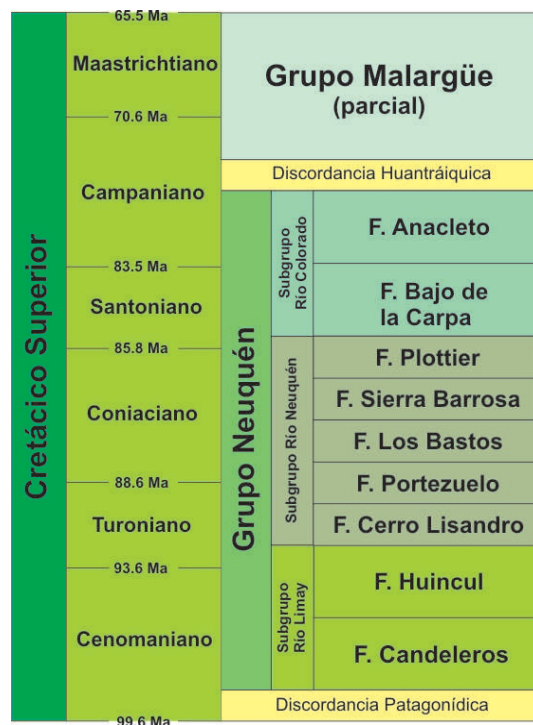 Cretácico Superior
65.5 Ma
Maastrichtiano
70.6 Ma
Campaniano
83.5 Ma
Santoniano
85.8 Ma
Coniaciano
88.6 Ma
Turoniano
93.6 Ma
Cenomaniano
99.6 Ma
Grupo Malargüe
(parcial)
Discordancia Huantráiquica
Grupo Neuquén
Subgrupo
Río Colorado
F. Anacleto
F. Bajo de
la Carpa
Subgrupo Río Neuquén
F. Plottier
F. Sierra Barrosa
F. Los Bastos
F. Portezuelo
F. Cerro Lisandro
Subgrupo
Río Limay
F. Huincul
F. Candeleros
Discordancia Patagonídica